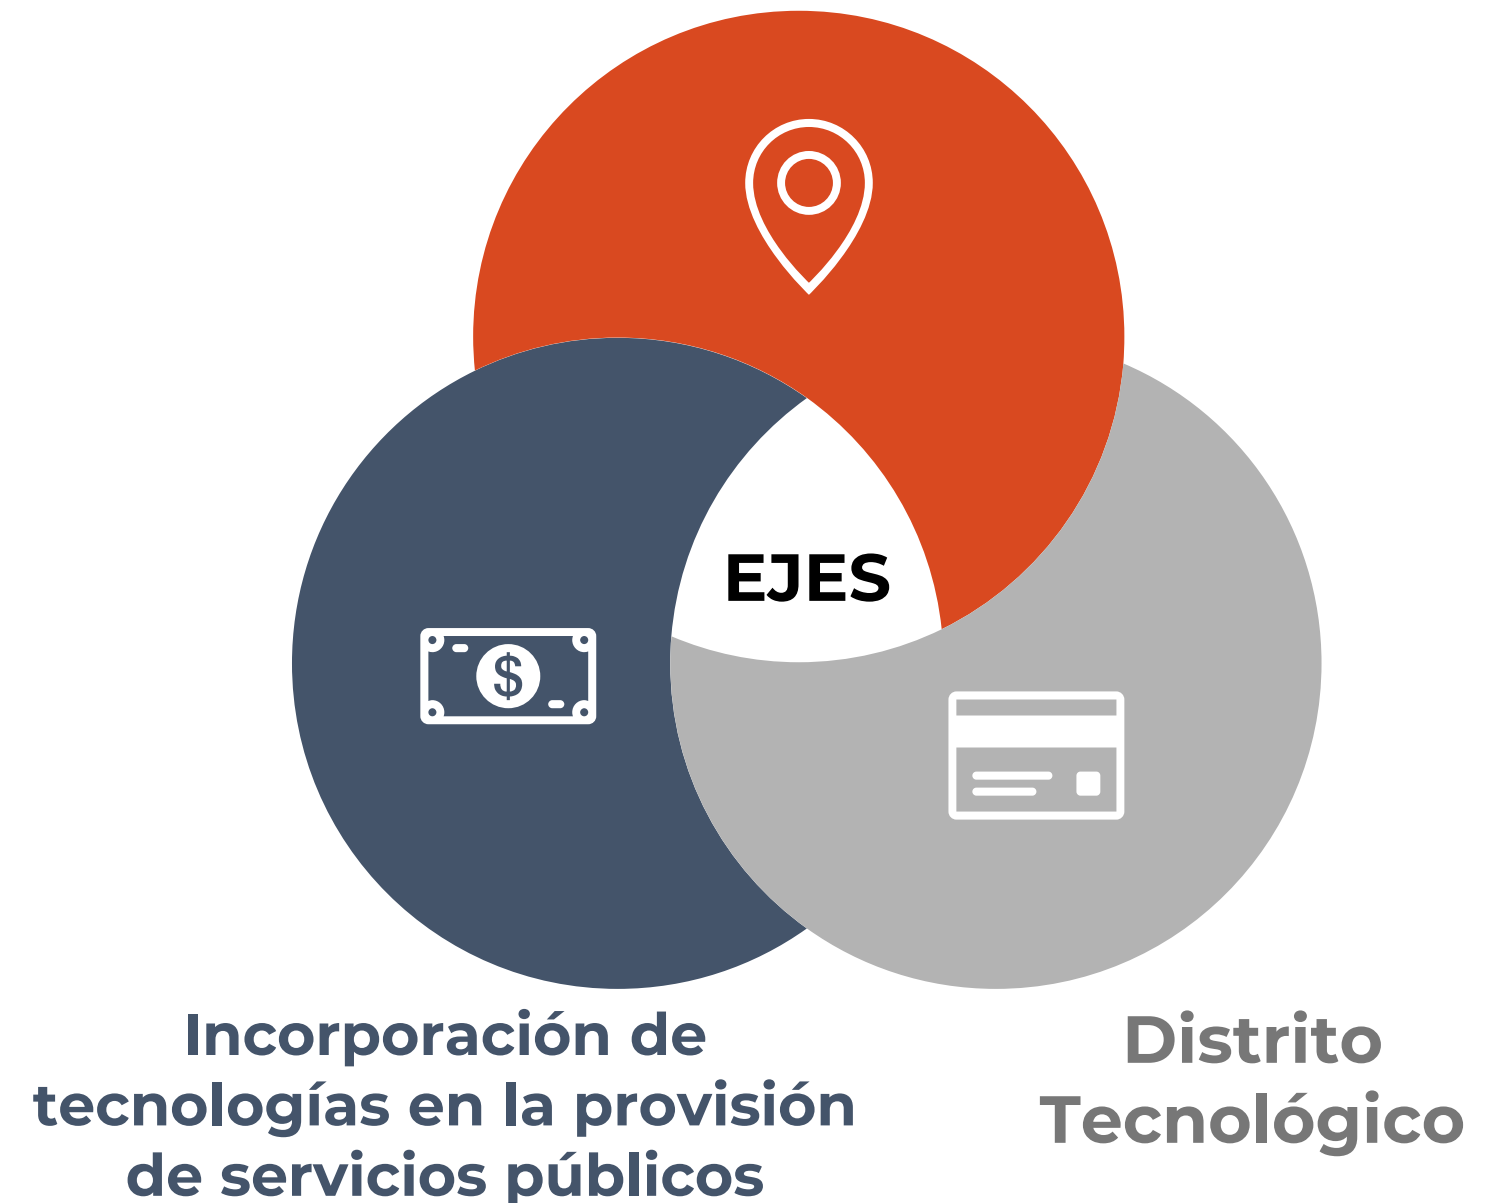 EJES
$
Incorporación de
tecnologías en la provisión
de servicios públicos
Distrito
Tecnológico